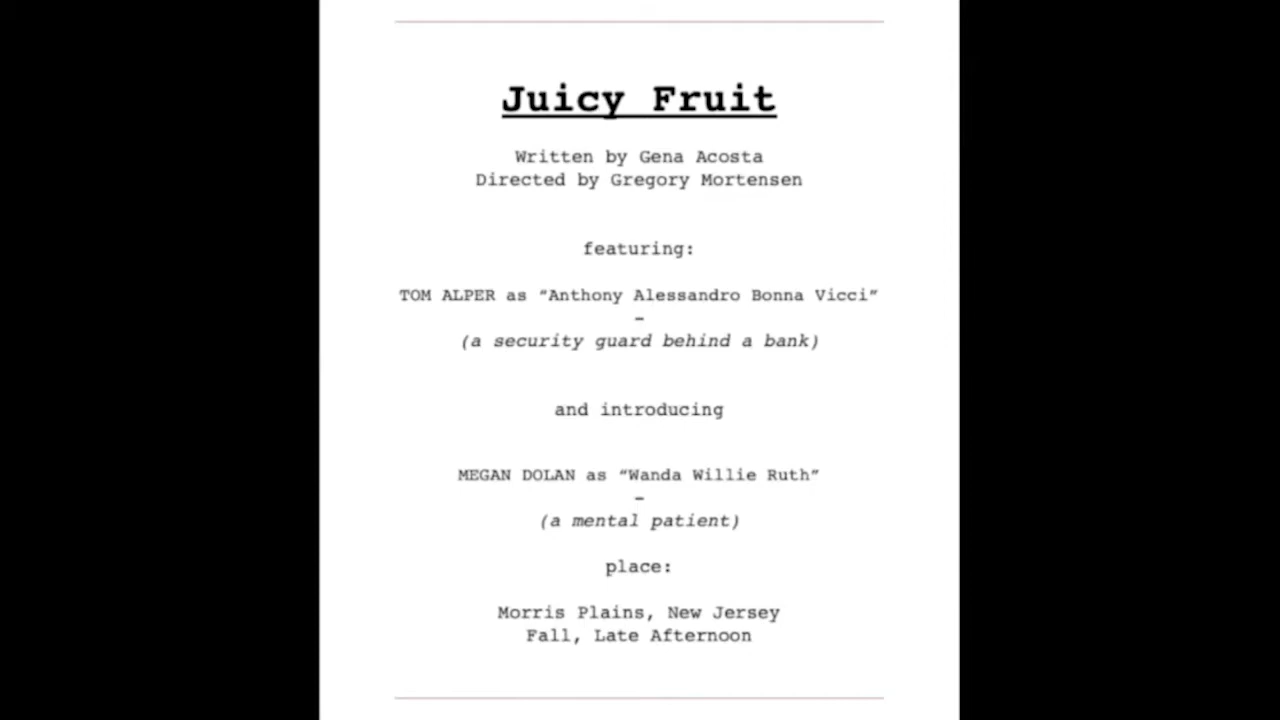 Juicy Fruit
Written by Gena Acosta
Directed by Gregory Mortensen
featuring:
TOM ALPER as “Anthony Alessandro Bonna Vicci”
–
(a security guard behind a bank)
and introducing
MEGAN DOLAN as “Wanda Willie Ruth”
–
(a mental patient)
place:
Morris Plains, New Jersey
Fall, Late Afternoon